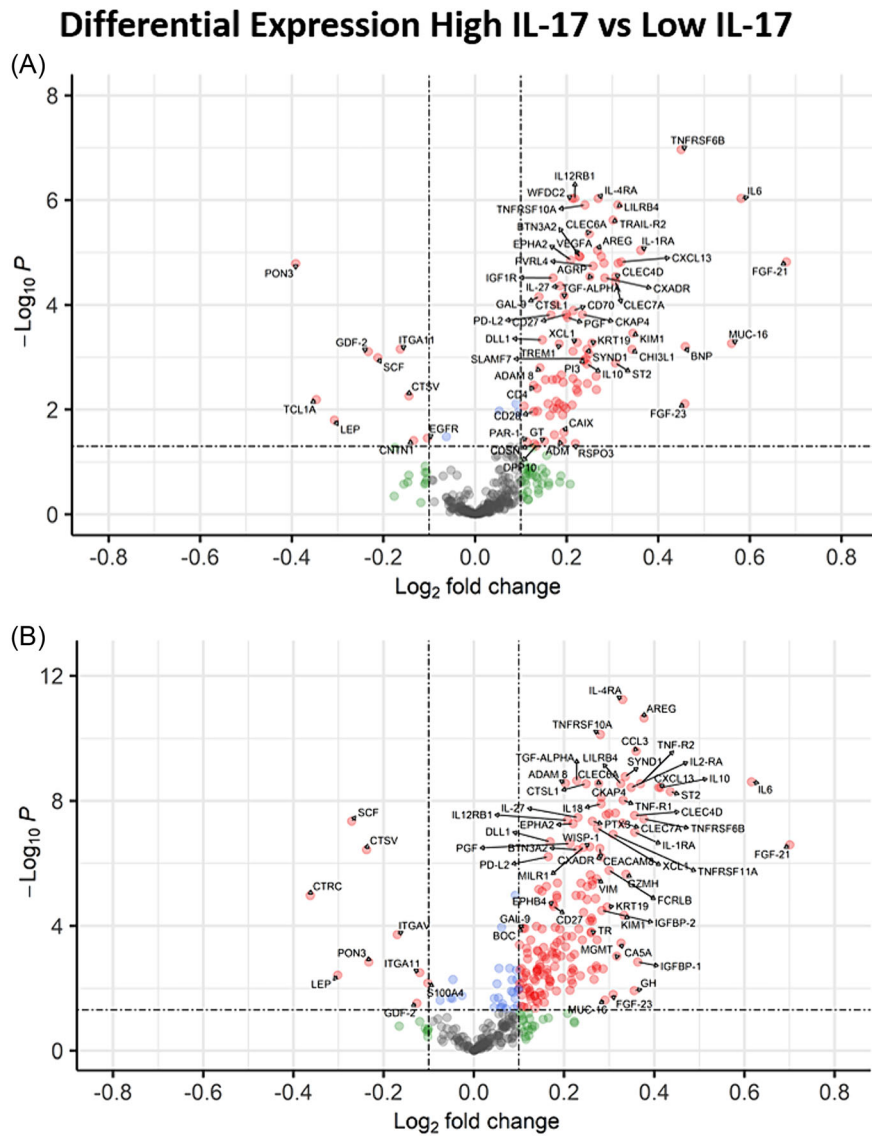 Differential Expression High IL-17 vs Low IL-17
(A)
8
6
4
2
0
−Log10 P
TNFRSF6B
IL12RB1
WFDC2
IL-4RA
IL6
TNFRSF10A
LILRB4
BTN3A2
CLEC6A
TRAIL-R2
EPHA2
VEGFA
AREG
IL-1RA
PVRL4
CXCL13
PON3
IGF1R
AGRP
CLEC4D
FGF-21
IL-27
TGF-ALPHA
CXADR
GAL-9
CTSL1
CD70
CLEC7A
PD-L2
CD27
PGF
CKAP4
GDF-2
ITGA11
DLL1
XCL1
KRT19
KIM1
MUC-16
SCF
TREM1
SLAMF7
SYND1
CHI3L1
BNP
ADAM 8
PI3
IL10
ST2
CTSV
CD4
TCL1A
CD28
FGF-23
LEP
EGFR
PAR-1
GT
CAIX
CNTN1
CDSN
ADM
RSPO3
DPP10
-0.8 -0.6 -0.4 -0.2 0.0 0.2 0.4 0.6 0.8
Log2 fold change
(B)
12
8
4
0
−Log10 P
IL-4RA
AREG
TNFRSF10A
CCL3
TNF-R2
TGF-ALPHA
LILRB4
SYND1
IL2-RA
ADAM 8
CLEC6A
CXCL13
IL10
CTSL1
CKAP4
ST2
IL6
IL-27
IL18
TNF-R1
CLEC4D
SCF
IL12RB1
EPHA2
PTX3
CLEC7A
TNFRSF6B
CTSV
DLL1
WISP-1
IL-1RA
PGF
BTN3A2
FGF-21
PD-L2
CXADR
CEACAM8
XCL1
MILR1
TNFRSF11A
CTRC
VIM
GZMH
FCRLB
EPHB4
KRT19
ITGAV
GAL-9
CD27
KIM1
IGFBP-2
BOC
TR
PON3
ITGA11
MGMT
CA5A
IGFBP-1
LEP
S100A4
GH
GDF-2
MUC-16
FGF-23
-0.8 -0.6 -0.4 -0.2 0.0 0.2 0.4 0.6 0.8
Log2 fold change